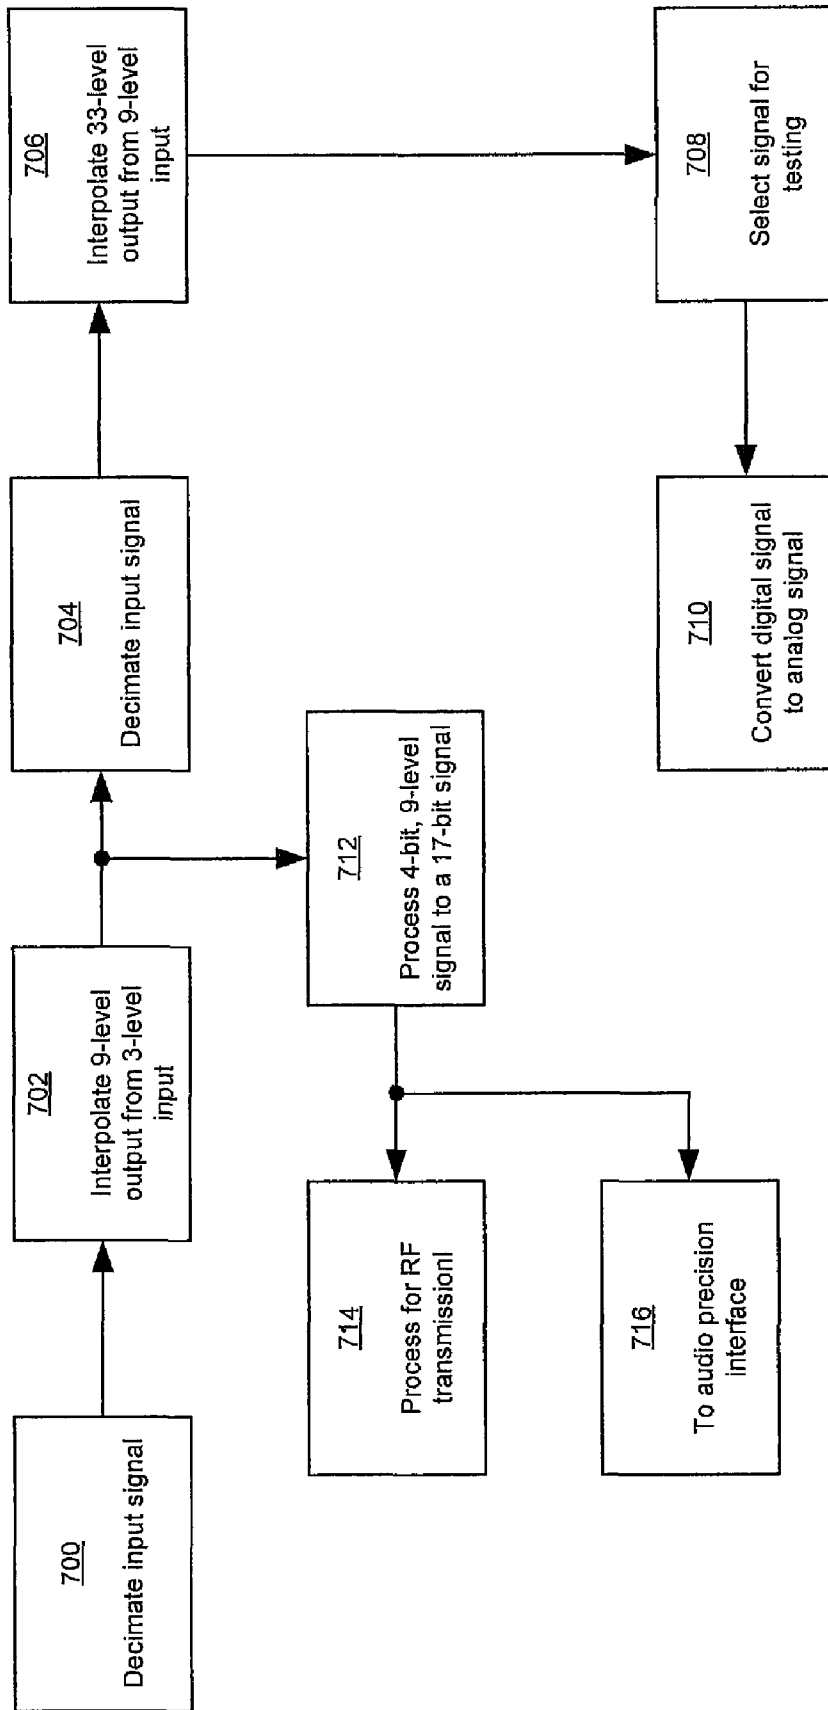 700
Decimate input signal
702
Interpolate 9-level
output from 3-level
input
704
Decimate input signal
706
Interpolate 33-level
output from 9-level
input
708
Select signal for
testing
710
Convert digital signal
to analog signal
712
Process 4-bit, 9-level
signal to a 17-bit signal
714
Process for RF
transmissionl
716
To audio precision
interface